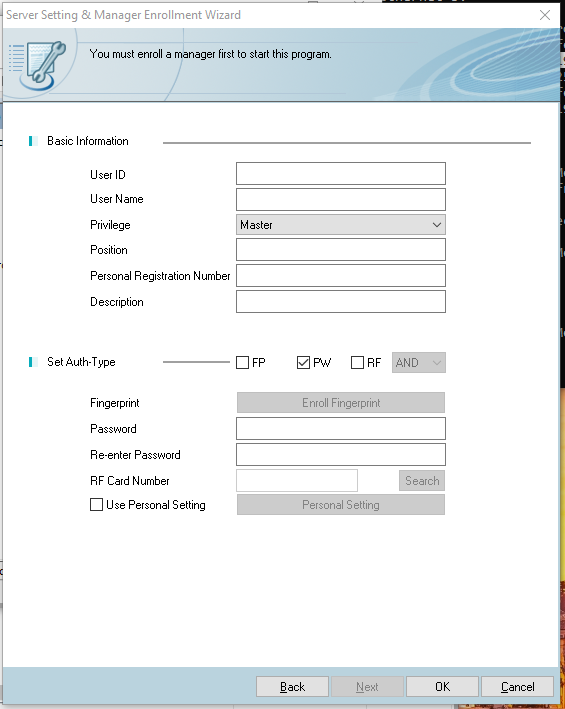 Server Setting & Manager Enrollment Wizard
You must enroll a manager first to start this program.
Basic Information
User ID
User Name
Privilege Master
Position
Personal Registration Number
Description
Set Auth-Type FP PW RF AND
Fingerprint Enroll Fingerprint
Password
Re-enter Password
RF Card Number Search
Use Personal Setting Personal Setting
Back Next OK Cancel